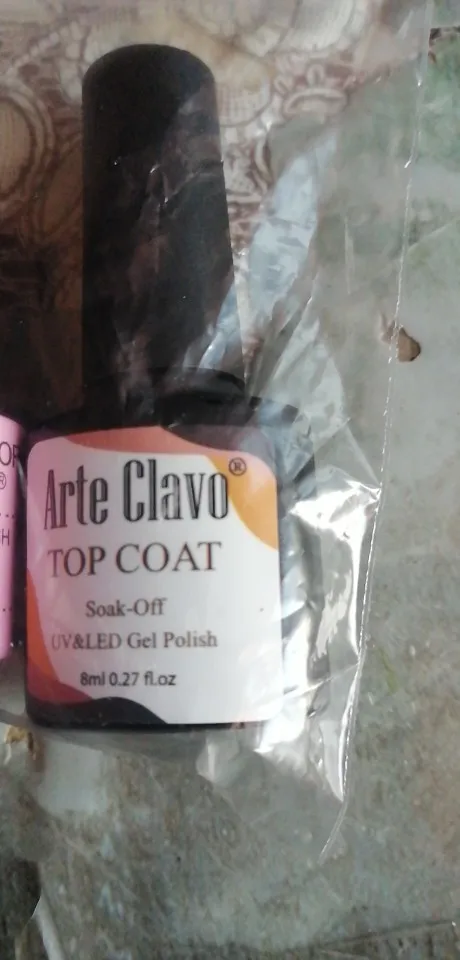 Arte Clavo®
TOP COAT
Soak-Off
UV&LED Gel Polish
8ml 0.27 fl.oz